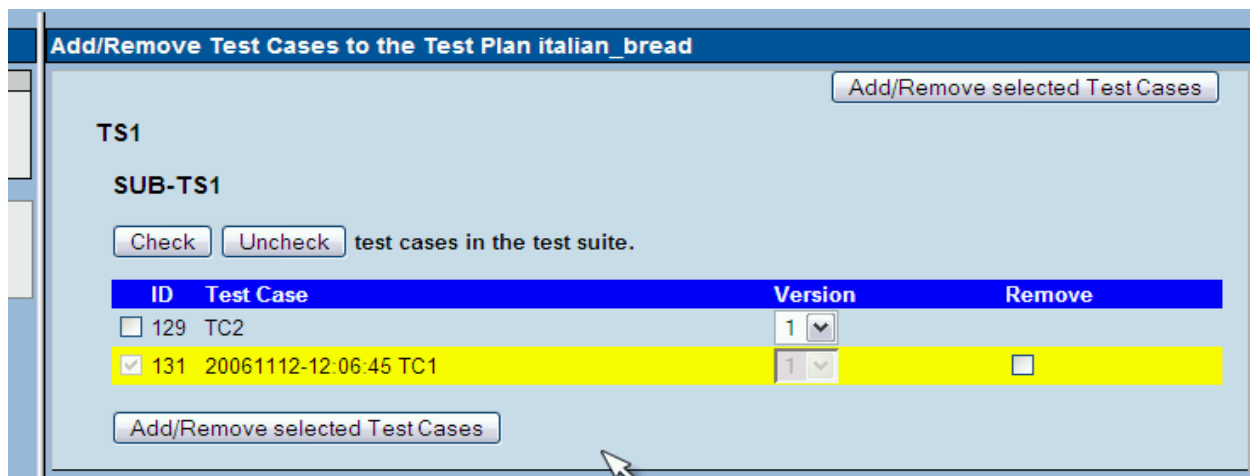 Add/Remove Test Cases to the Test Plan italian_bread
Add/Remove selected Test Cases
TS1
SUB-TS1
Check Uncheck test cases in the test suite.
ID Test Case Version Remove
129 TC2 1
131 20061112-12:06:45 TC1 1
Add/Remove selected Test Cases